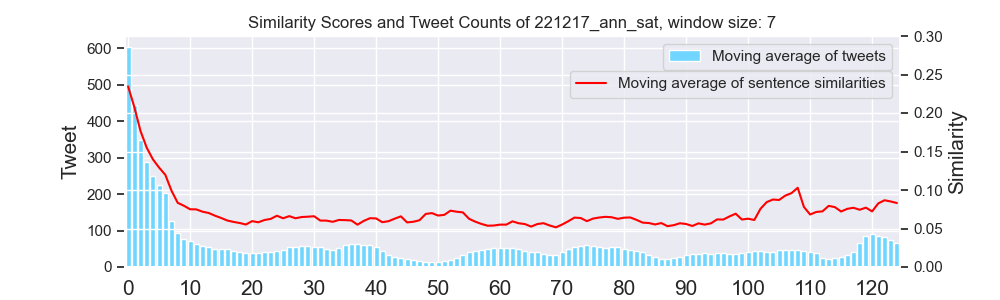 Similarity Scores and Tweet Counts of 221217_ann_sat, window size: 7
Moving average of tweets
Moving average of sentence similarities
Tweet
600
500
400
300
200
100
0
0.30
0.25
0.20
0.15
0.10
0.05
0.00
Similarity
0 10 20 30 40 50 60 70 80 90 100 110 120